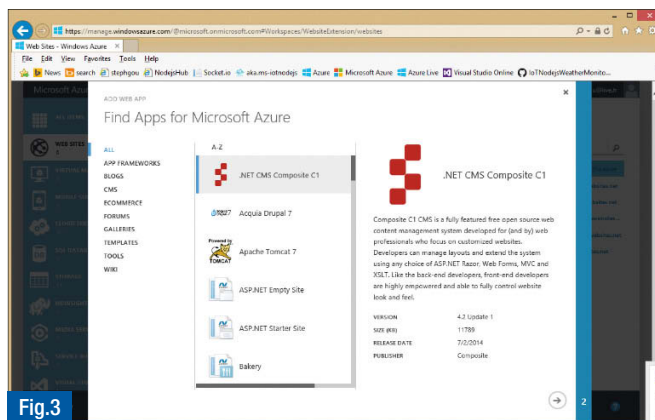 https://manage.windowsazure.com/@microsoft.onmicrosoft.com#Workspaces/WebsiteExtension/websites
Web Sites - Windows Azure
File Edit View Favorites Tools Help
News search stephgou NodejsHub Socket.io aka.ms-iotnodejs Azure Microsoft Azure Azure Live Visual Studio Online IoTNodejsWeatherMonito...
Microsoft Azure
ALL ITEMS
WEB SITES
ADD WEB APP
Find Apps for Microsoft Azure
ALL
APP FRAMEWORKS
BLOGS
CMS
ECOMMERCE
FORUMS
GALLERIES
TEMPLATES
TOOLS
WIKI
A-Z
.NET CMS Composite C1
Acquia Drupal 7
Powered by TOMCAT
Apache Tomcat 7
ASP.NET Empty Site
ASP.NET Starter Site
Bakery
.NET CMS Composite C1
Composite C1 CMS is a fully featured free open source web
content management system developed for (and by) web
professionals who focus on customized websites.
Developers can manage layouts and extend the system
using any choice of ASP.NET Razor, Web Forms, MVC and
XSLT. Like the back-end developers, front-end developers
are highly empowered and able to fully control website
look and feel.
VERSION 4.2 Update 1
SIZE (KB) 11789
RELEASE DATE 7/2/2014
PUBLISHER Composite
2
Fig.3